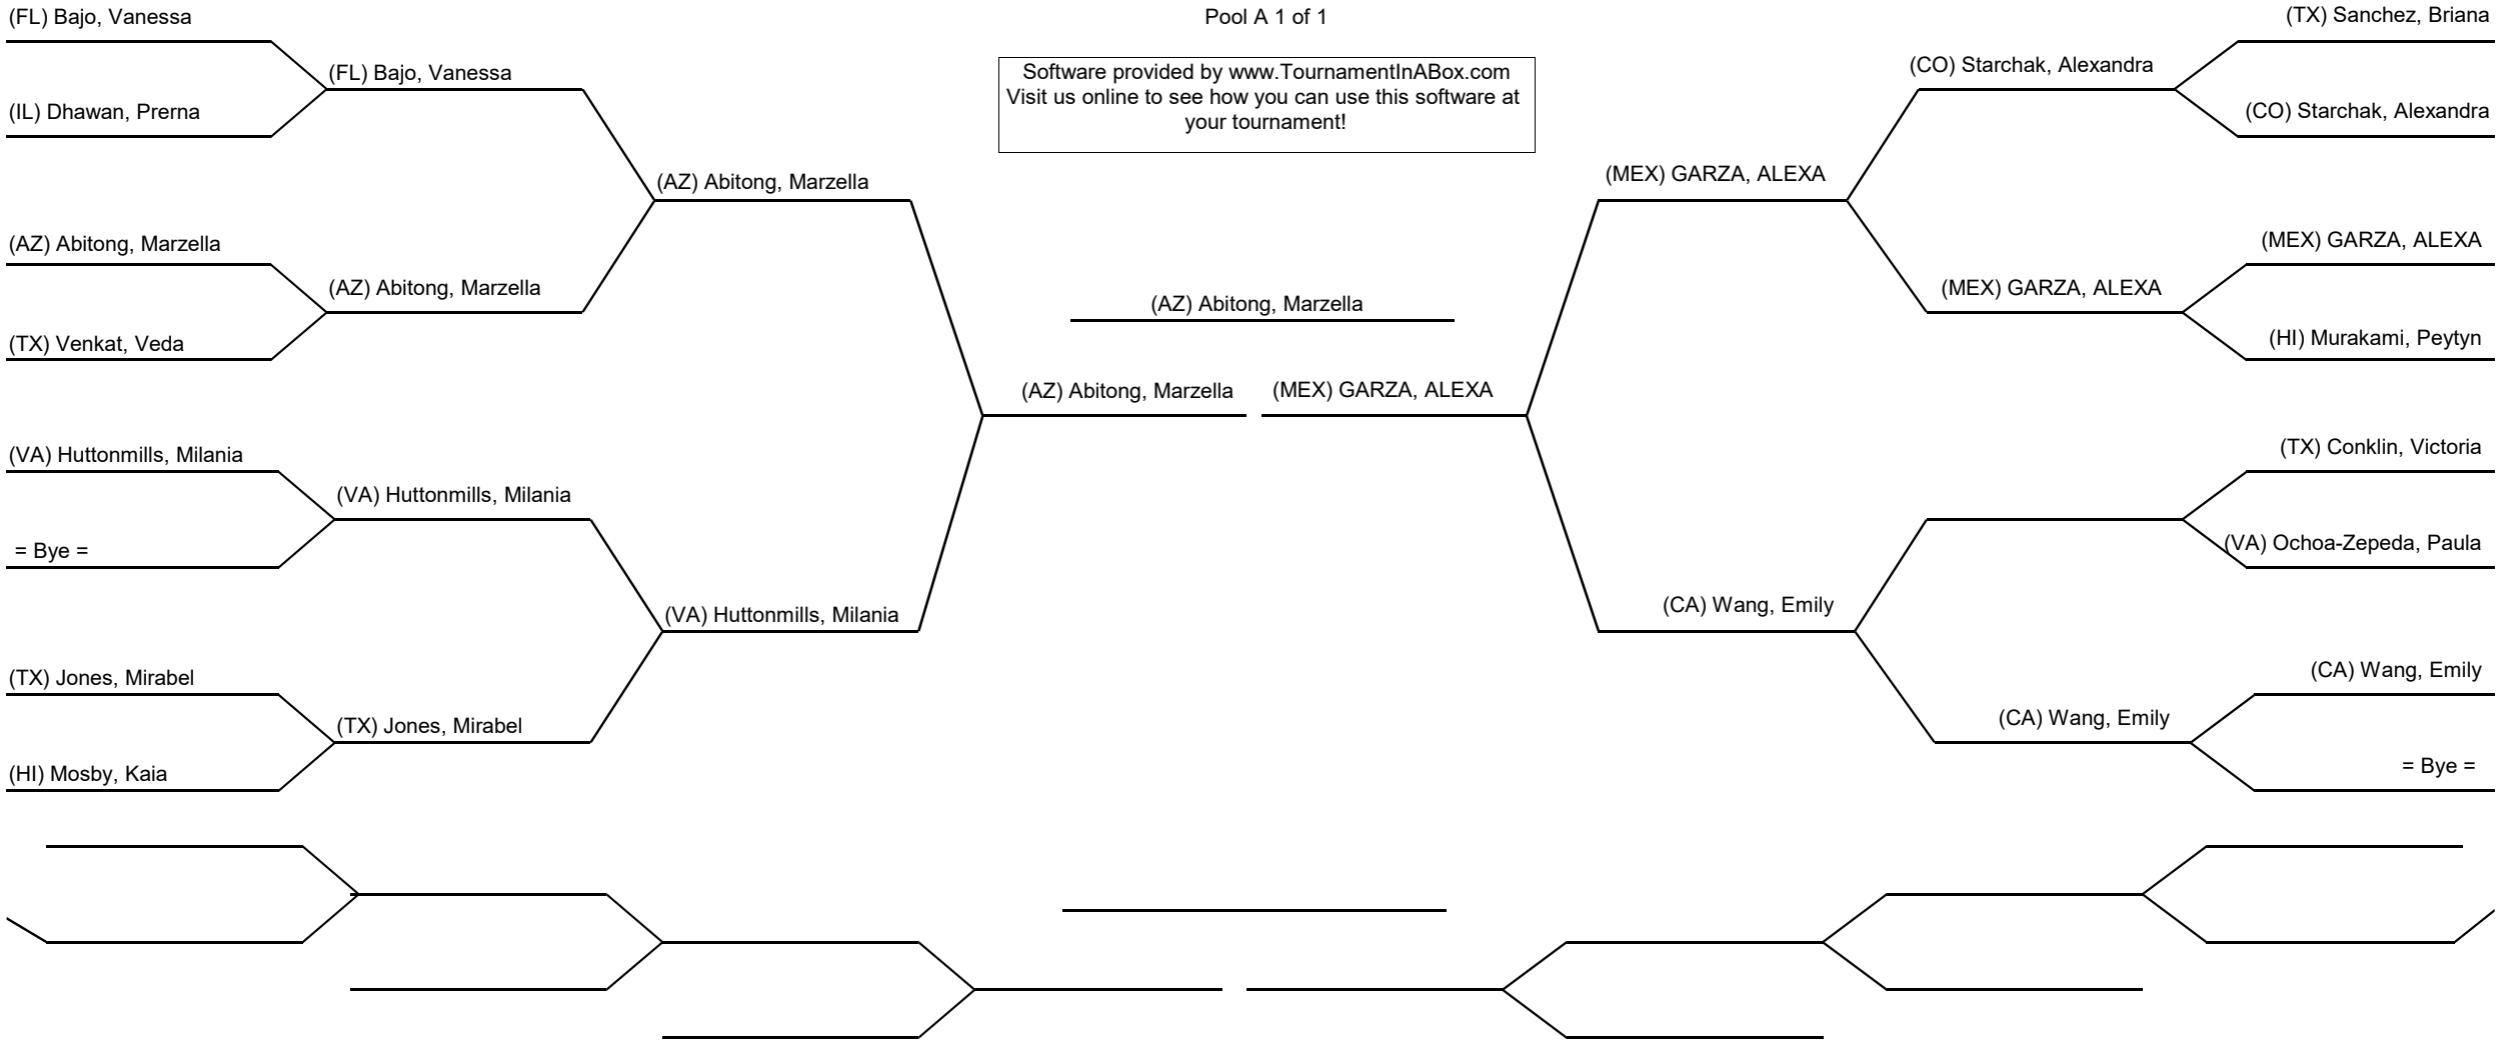 Pool A 1 of 1
Software provided by www.TournamentInABox.com
Visit us online to see how you can use this software at
your tournament!
(FL) Bajo, Vanessa
(IL) Dhawan, Prerna
(AZ) Abitong, Marzella
(TX) Venkat, Veda
(VA) Huttonmills, Milania
= Bye =
(TX) Jones, Mirabel
(HI) Mosby, Kaia
(FL) Bajo, Vanessa
(AZ) Abitong, Marzella
(VA) Huttonmills, Milania
(TX) Jones, Mirabel
(AZ) Abitong, Marzella
(VA) Huttonmills, Milania
(AZ) Abitong, Marzella
(AZ) Abitong, Marzella
(MEX) GARZA, ALEXA
(MEX) GARZA, ALEXA
(CA) Wang, Emily
(CO) Starchak, Alexandra
(MEX) GARZA, ALEXA
(CA) Wang, Emily
(TX) Sanchez, Briana
(CO) Starchak, Alexandra
(MEX) GARZA, ALEXA
(HI) Murakami, Peytyn
(TX) Conklin, Victoria
(VA) Ochoa-Zepeda, Paula
(CA) Wang, Emily
= Bye =